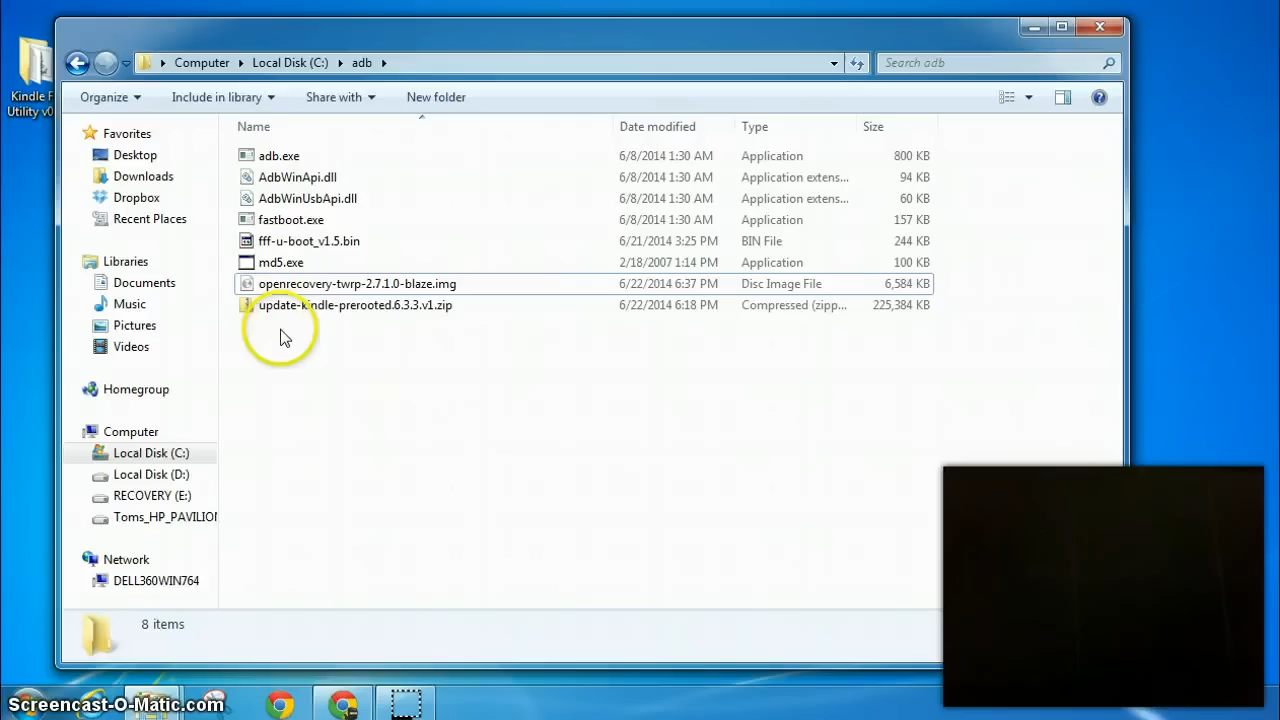 Kindle F
Utility v0
Computer Local Disk (C:) adb
Search adb
Organize Include in library Share with New folder
Name Date modified Type Size
Favorites
Desktop
Downloads
Dropbox
Recent Places
Libraries
Documents
Music
Pictures
Videos
Homegroup
Computer
Local Disk (C:)
Local Disk (D:)
RECOVERY (E:)
Toms_HP_PAVILION
Network
DELL360WIN764
adb.exe 6/8/2014 1:30 AM Application 800 KB
AdbWinApi.dll 6/8/2014 1:30 AM Application extens... 94 KB
AdbWinUsbApi.dll 6/8/2014 1:30 AM Application extens... 60 KB
fastboot.exe 6/8/2014 1:30 AM Application 157 KB
fff-u-boot_v1.5.bin 6/21/2014 3:25 PM BIN File 244 KB
md5.exe 2/18/2007 1:14 PM Application 100 KB
openrecovery-twrp-2.7.1.0-blaze.img 6/22/2014 6:37 PM Disc Image File 6,584 KB
update-kindle-prerooted.6.3.3.v1.zip 6/22/2014 6:18 PM Compressed (zipp... 225,384 KB
8 items
Screencast-O-Matic.com